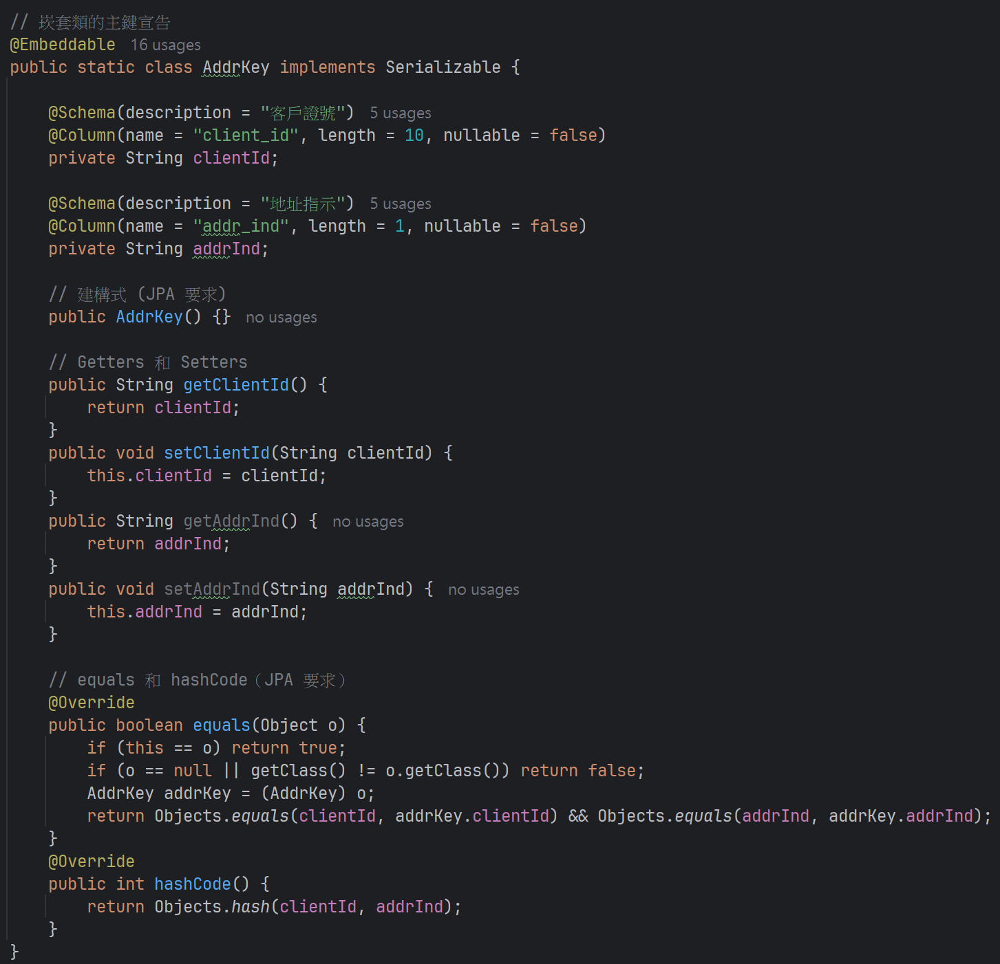 // 崁套類的主鍵宣告
@Embeddable 16 usages
public static class AddrKey implements Serializable {
@Schema(description = "客戶證號") 5 usages
@Column(name = "client_id", length = 10, nullable = false)
private String clientId;
@Schema(description = "地址指示") 5 usages
@Column(name = "addr_ind", length = 1, nullable = false)
private String addrInd;
// 建構式 (JPA 要求)
public AddrKey() {} no usages
// Getters 和 Setters
public String getClientId() {
return clientId;
}
public void setClientId(String clientId) {
this.clientId = clientId;
}
public String getAddrInd() { no usages
return addrInd;
}
public void setAddrInd(String addrInd) { no usages
this.addrInd = addrInd;
}
// equals 和 hashCode（JPA 要求）
@Override
public boolean equals(Object o) {
if (this == o) return true;
if (o == null || getClass() != o.getClass()) return false;
AddrKey addrKey = (AddrKey) o;
return Objects.equals(clientId, addrKey.clientId) && Objects.equals(addrInd, addrKey.addrInd);
}
@Override
public int hashCode() {
return Objects.hash(clientId, addrInd);
}
}